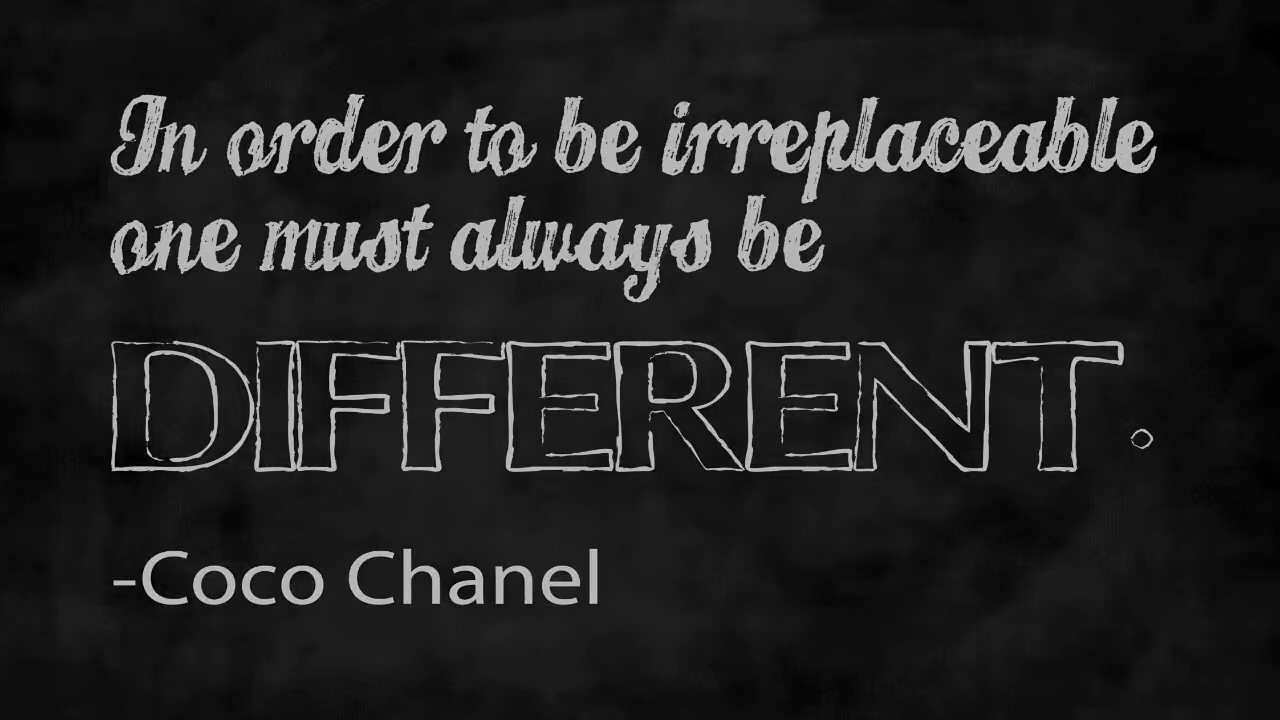 In order to be irreplaceable
one must always be
DIFFERENT.
-Coco Chanel